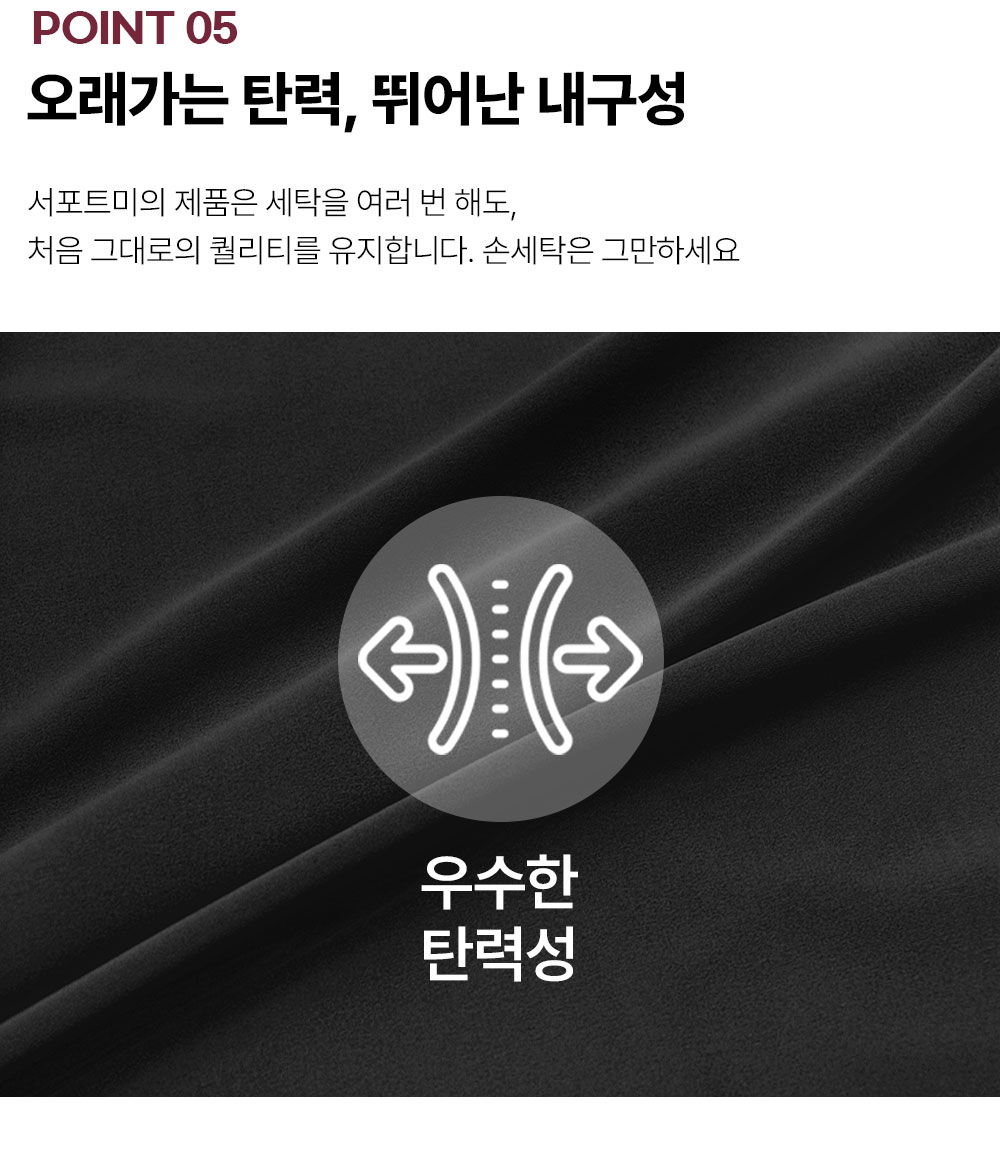 POINT 05
오래가는 탄력, 뛰어난 내구성
서포트미의 제품은 세탁을 여러 번 해도,
처음 그대로의 퀄리티를 유지합니다. 손세탁은 그만하세요
우수한
탄력성